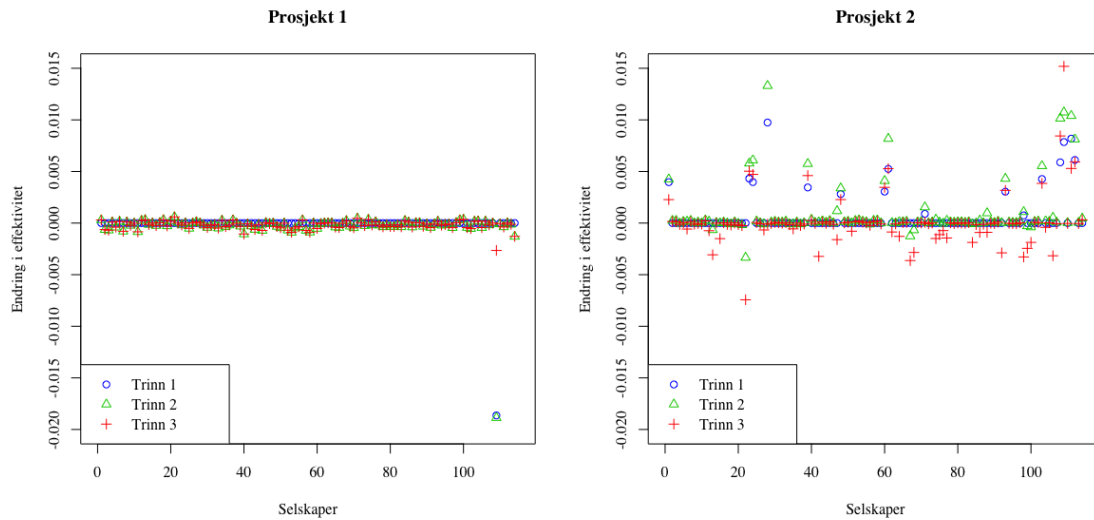 Prosjekt 1
Endring i effektivitet
0.015
0.010
0.005
0.000
-0.005
-0.010
-0.015
-0.020
Trinn 1
Trinn 2
Trinn 3
0 20 40 60 80 100
Selskaper
Prosjekt 2
Endring i effektivitet
0.015
0.010
0.005
0.000
-0.005
-0.010
-0.015
-0.020
Trinn 1
Trinn 2
Trinn 3
0 20 40 60 80 100
Selskaper